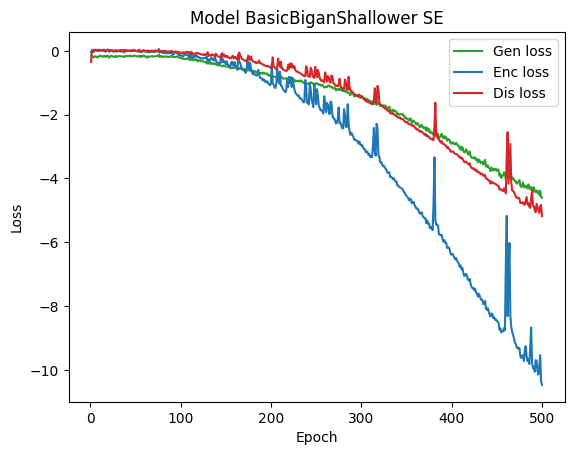 Model BasicBiganShallower SE
Gen loss
Enc loss
Dis loss
0
−2
−4
−6
−8
−10
Loss
0
100
200
300
400
500
Epoch